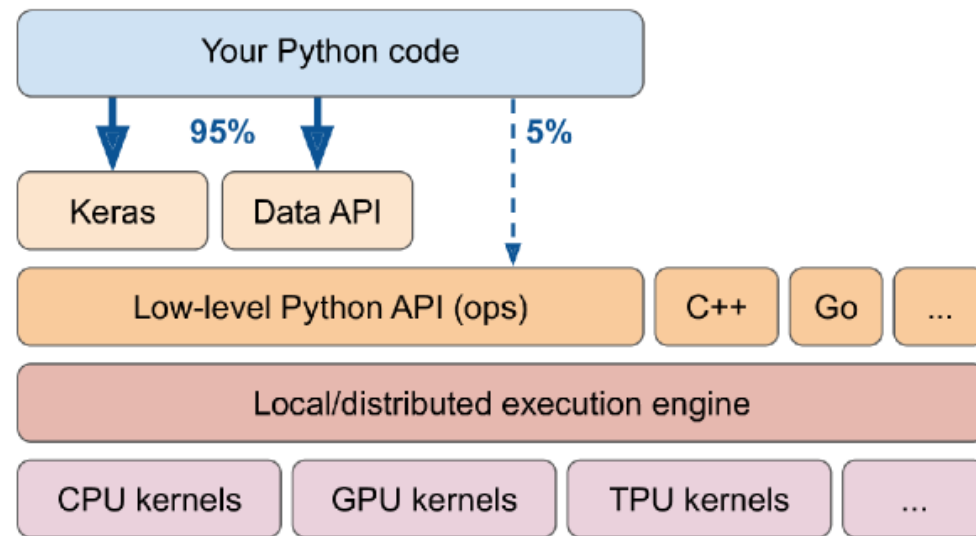 Your Python code
95%
5%
Keras
Data API
Low-level Python API (ops)
C++
Go
...
Local/distributed execution engine
CPU kernels
GPU kernels
TPU kernels
...